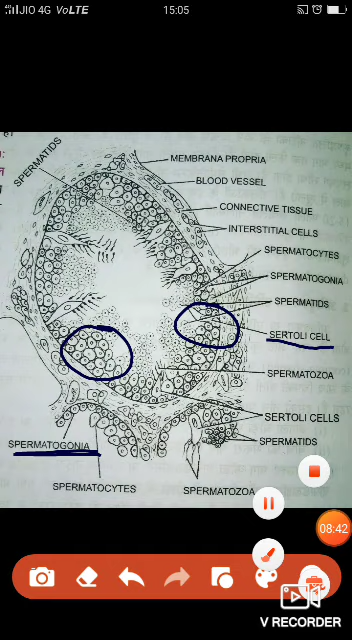 JIO 4G VoLTE
15:05
SPERMATIDS
MEMBRANA PROPRIA
BLOOD VESSEL
CONNECTIVE TISSUE
INTERSTITIAL CELLS
SPERMATOCYTES
SPERMATOGONIA
SPERMATIDS
SERTOLI CELL
SPERMATOZOA
SERTOLI CELLS
SPERMATOGONIA
SPERMATIDS
SPERMATOCYTES
SPERMATOZOA
08:42
V RECORDER